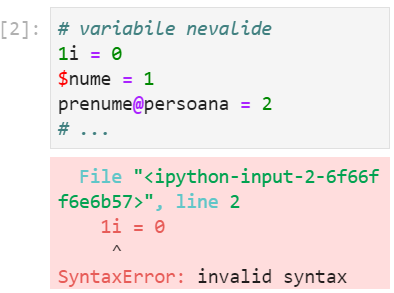 [2]: # variabile nevalide
1i = 0
$nume = 1
prenume@persoana = 2
# ...
File "<ipython-input-2-6f66f
f6e6b57>", line 2
1i = 0
^
SyntaxError: invalid syntax